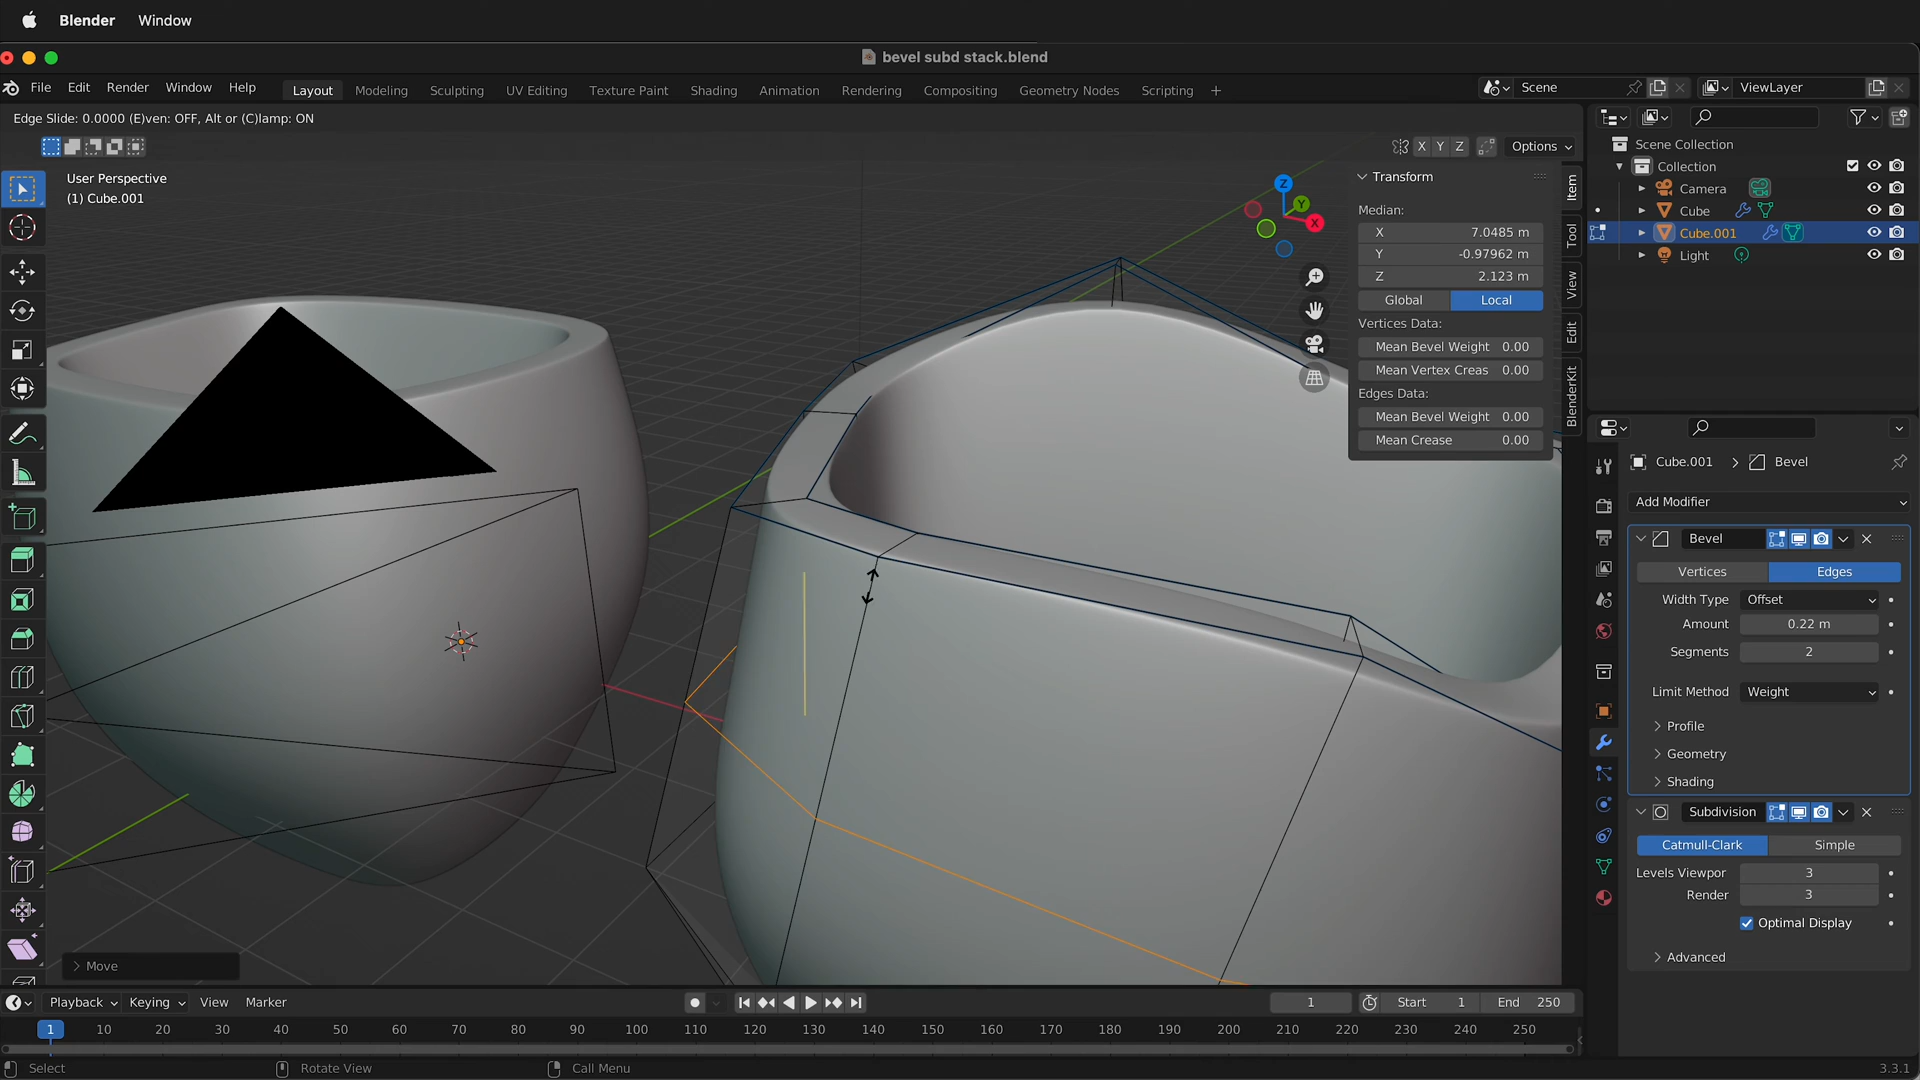 Blender Window
bevel subd stack.blend
File Edit Render Window Help Layout Modeling Sculpting UV Editing Texture Paint Shading Animation Rendering Compositing Geometry Nodes Scripting + Scene ViewLayer
Edge Slide: 0.0000 (E)ven: OFF, Alt or (C)lamp: ON
X Y Z Options
User Perspective
(1) Cube.001
Z
Y
X
Transform
Median:
X 7.0485 m
Y -0.97962 m
Z 2.123 m
Global Local
Vertices Data:
Mean Bevel Weight 0.00
Mean Vertex Creas 0.00
Edges Data:
Mean Bevel Weight 0.00
Mean Crease 0.00
Item
Tool
View
Edit
BlenderKit
Scene Collection
Collection
Camera
Cube
Cube.001
Light
Cube.001 > Bevel
Add Modifier
Bevel
Vertices Edges
Width Type Offset
Amount 0.22 m
Segments 2
Limit Method Weight
Profile
Geometry
Shading
Subdivision
Catmull-Clark Simple
Levels Viewpor 3
Render 3
Optimal Display
Advanced
Move
Playback Keying View Marker 1 Start 1 End 250
1 10 20 30 40 50 60 70 80 90 100 110 120 130 140 150 160 170 180 190 200 210 220 230 240 250
Select Rotate View Call Menu 3.3.1